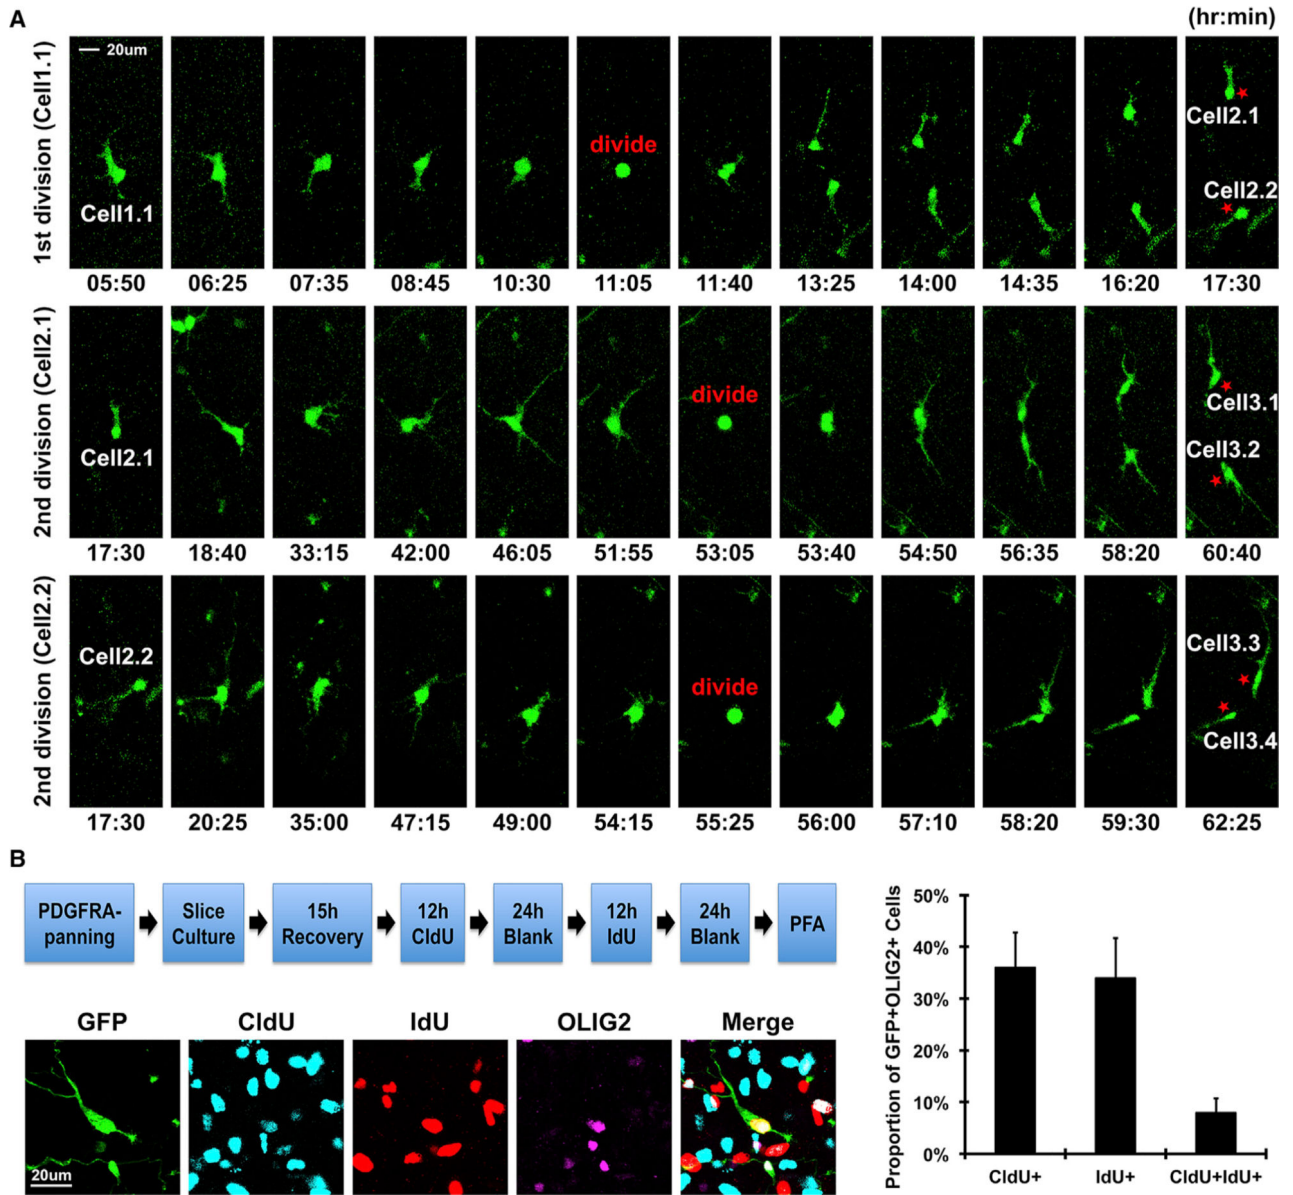 A
(hr:min)
1st division (Cell1.1)
20um
Cell1.1
divide
Cell2.1
Cell2.2
05:50 06:25 07:35 08:45 10:30 11:05 11:40 13:25 14:00 14:35 16:20 17:30
2nd division (Cell2.1)
Cell2.1
divide
Cell3.1
Cell3.2
17:30 18:40 33:15 42:00 46:05 51:55 53:05 53:40 54:50 56:35 58:20 60:40
2nd division (Cell2.2)
Cell2.2
divide
Cell3.3
Cell3.4
17:30 20:25 35:00 47:15 49:00 54:15 55:25 56:00 57:10 58:20 59:30 62:25
B
PDGFRA-
panning
Slice
Culture
15h
Recovery
12h
CldU
24h
Blank
12h
IdU
24h
Blank
PFA
GFP CldU IdU OLIG2 Merge
20um
Proportion of GFP+OLIG2+ Cells
50%
40%
30%
20%
10%
0%
CldU+ IdU+ CldU+IdU+